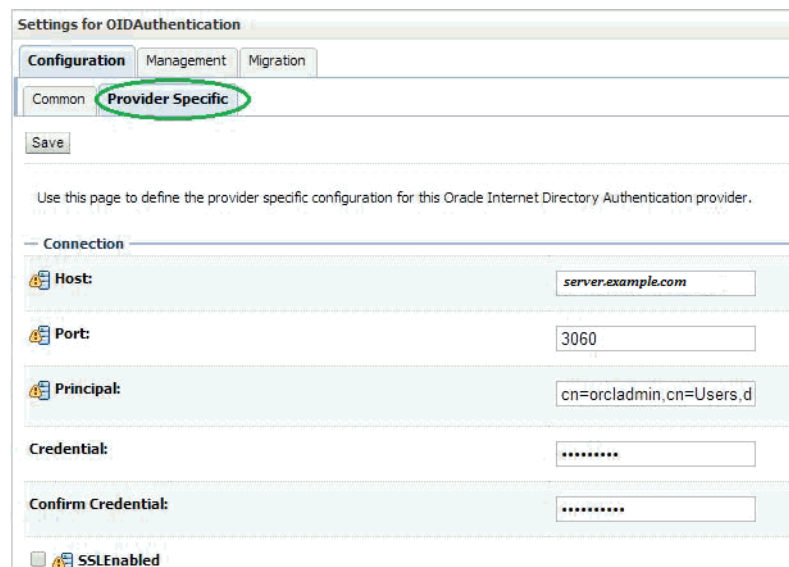 Settings for OIDAuthentication
Configuration Management Migration
Common Provider Specific
Save
Use this page to define the provider specific configuration for this Oracle Internet Directory Authentication provider.
Connection
Host: server.example.com
Port: 3060
Principal: cn=orcladmin,cn=Users,d
Credential: •••••••••
Confirm Credential: ••••••••••
SSLEnabled